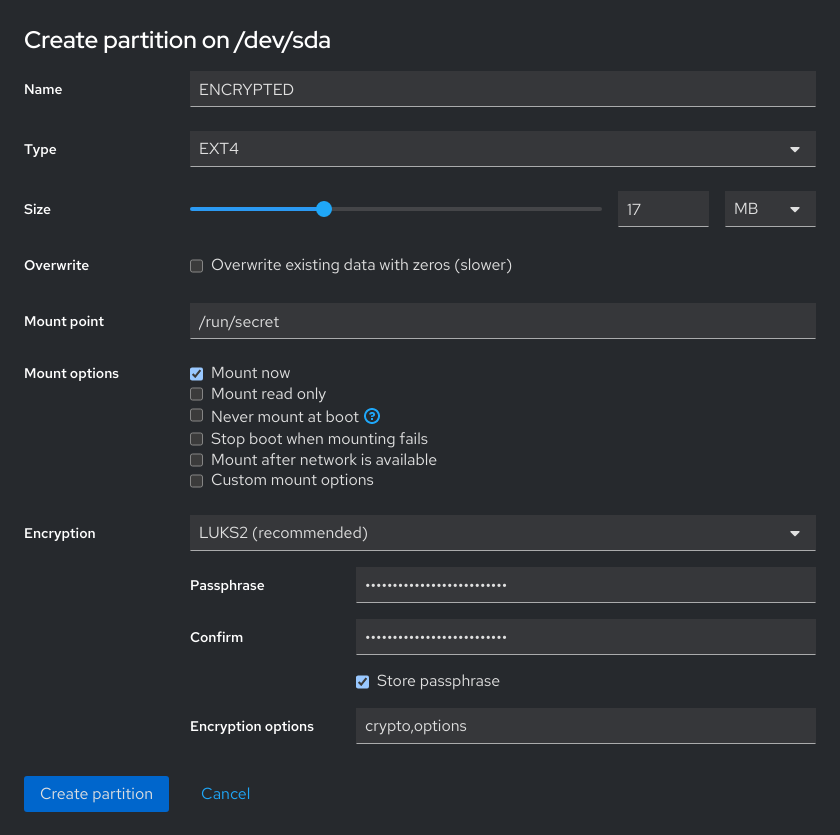 Create partition on /dev/sda
Name ENCRYPTED
Type EXT4
Size 17 MB
Overwrite Overwrite existing data with zeros (slower)
Mount point /run/secret
Mount options Mount now
Mount read only
Never mount at boot ?
Stop boot when mounting fails
Mount after network is available
Custom mount options
Encryption LUKS2 (recommended)
Passphrase ••••••••••••••••••••••••••
Confirm ••••••••••••••••••••••••••
Store passphrase
Encryption options crypto,options
Create partition Cancel